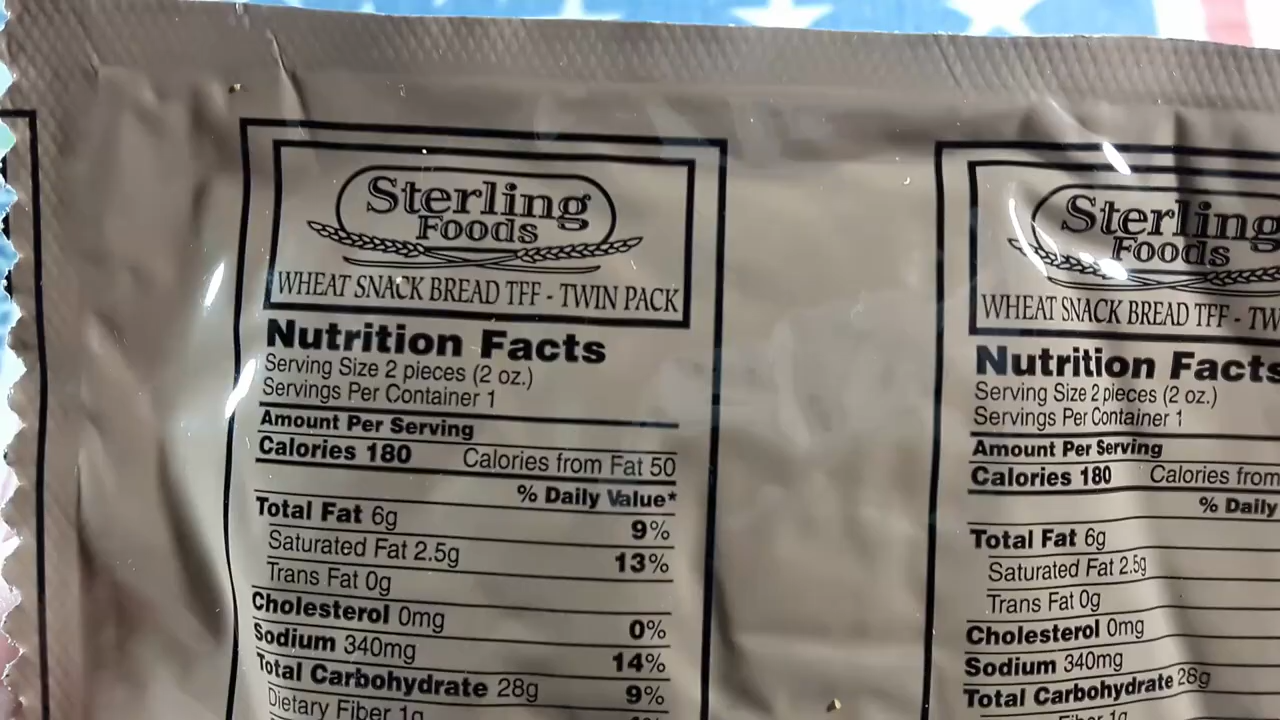 Sterling
Foods
WHEAT SNACK BREAD TFF - TWIN PACK
Nutrition Facts
Serving Size 2 pieces (2 oz.)
Servings Per Container 1
Amount Per Serving
Calories 180 Calories from Fat 50
% Daily Value*
Total Fat 6g 9%
Saturated Fat 2.5g 13%
Trans Fat 0g
Cholesterol 0mg 0%
Sodium 340mg 14%
Total Carbohydrate 28g 9%
Dietary Fiber 1g
Sterling
Foods
WHEAT SNACK BREAD TFF - TW
Nutrition Facts
Serving Size 2 pieces (2 oz.)
Servings Per Container 1
Amount Per Serving
Calories 180 Calories from
% Daily
Total Fat 6g
Saturated Fat 2.5g
Trans Fat 0g
Cholesterol 0mg
Sodium 340mg
Total Carbohydrate 28g
Fiber 1g